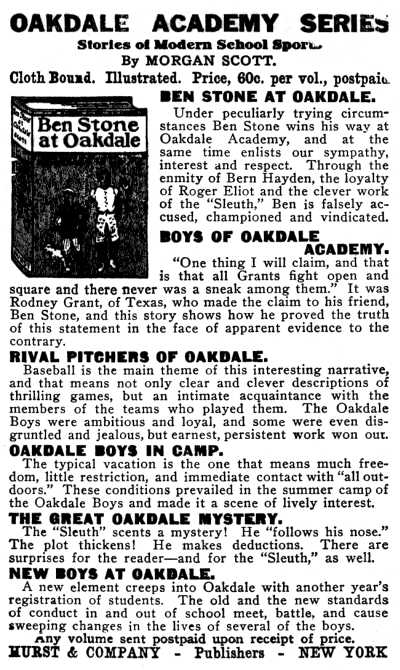 OAKDALE ACADEMY SERIES
Stories of Modern School Spor
By MORGAN SCOTT.
Cloth Bound. Illustrated. Price, 60c. per vol., postpaid
Ben Stone
at Oakdale
BEN STONE AT OAKDALE.
Under peculiarly trying circum-
stances Ben Stone wins his way at
Oakdale Academy, and at the
same time enlists our sympathy,
interest and respect. Through the
enmity of Bern Hayden, the loyalty
of Roger Eliot and the clever work
of the “Sleuth,” Ben is falsely ac-
cused, championed and vindicated.
BOYS OF OAKDALE
ACADEMY.
“One thing I will claim, and that
is that all Grants fight open and
square and there never was a sneak among them.” It was
Rodney Grant, of Texas, who made the claim to his friend,
Ben Stone, and this story shows how he proved the truth
of this statement in the face of apparent evidence to the
contrary.
RIVAL PITCHERS OF OAKDALE.
Baseball is the main theme of this interesting narrative,
and that means not only clear and clever descriptions of
thrilling games, but an intimate acquaintance with the
members of the teams who played them. The Oakdale
Boys were ambitious and loyal, and some were even dis-
gruntled and jealous, but earnest, persistent work won out.
OAKDALE BOYS IN CAMP.
The typical vacation is the one that means much free-
dom, little restriction, and immediate contact with “all out-
doors.” These conditions prevailed in the summer camp of
the Oakdale Boys and made it a scene of lively interest.
THE GREAT OAKDALE MYSTERY.
The “Sleuth” scents a mystery! He “follows his nose.”
The plot thickens! He makes deductions. There are
surprises for the reader—and for the “Sleuth,” as well.
NEW BOYS AT OAKDALE.
A new element creeps into Oakdale with another year's
registration of students. The old and the new standards
of conduct in and out of school meet, battle, and cause
sweeping changes in the lives of several of the boys.
Any volume sent postpaid upon receipt of price.
HURST & COMPANY - Publishers - NEW YORK